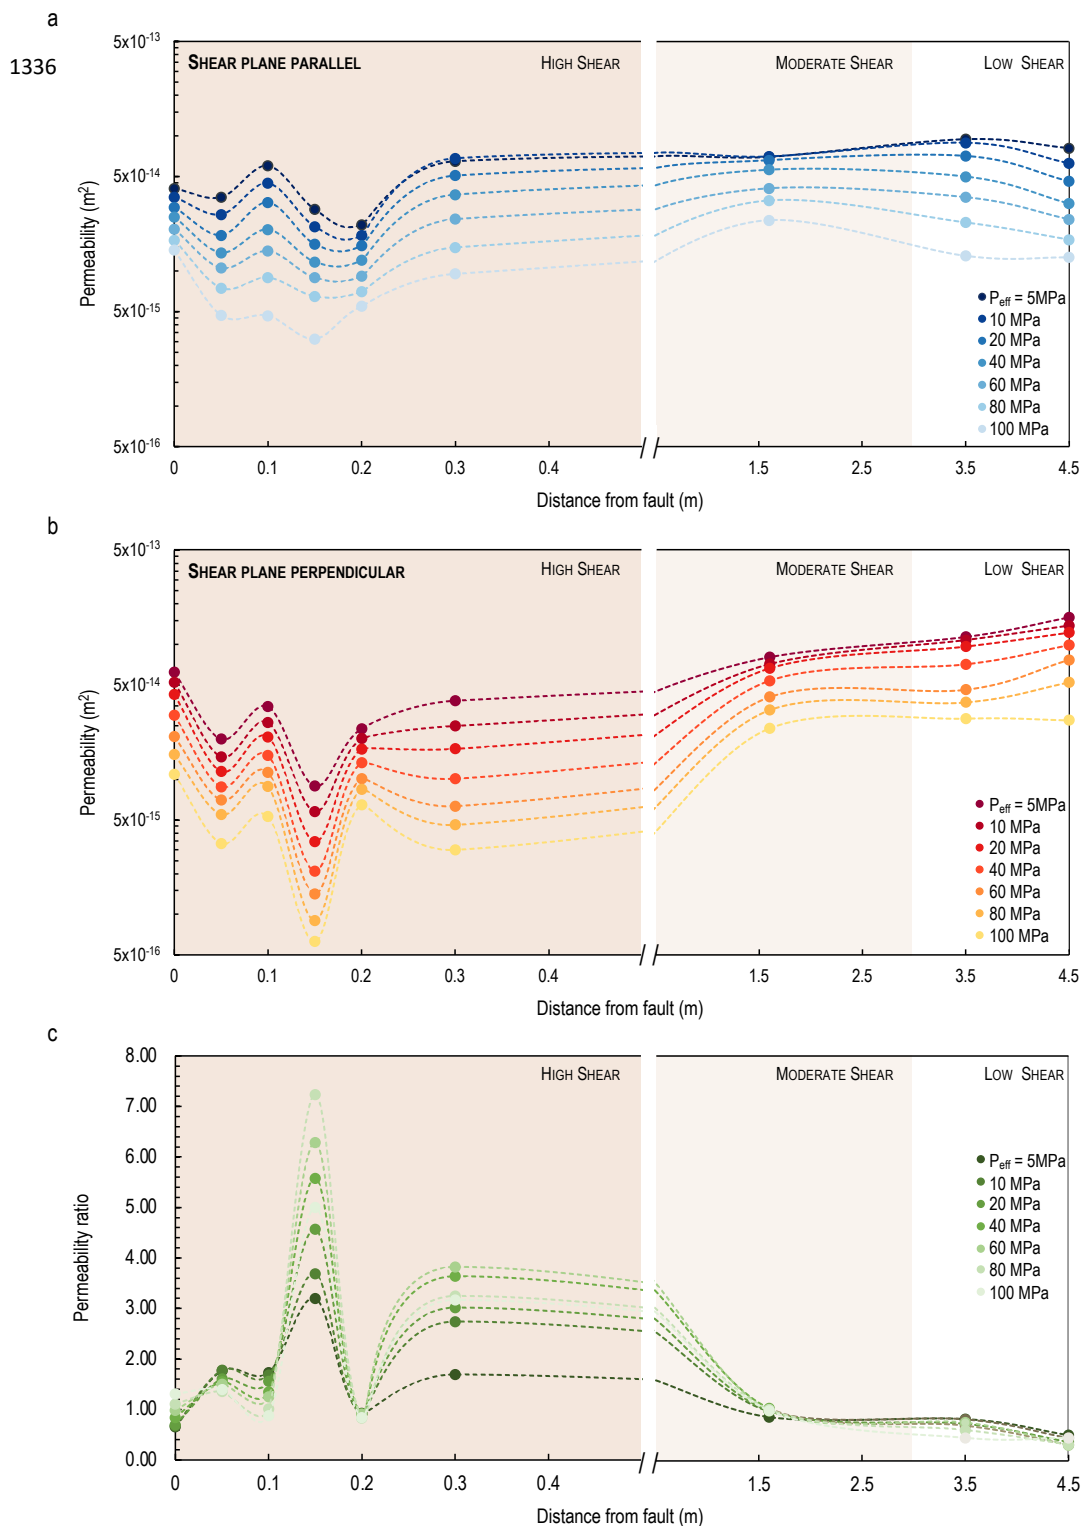 a
1336
5x10⁻¹³
SHEAR PLANE PARALLEL
HIGH SHEAR
MODERATE SHEAR
LOW SHEAR
5x10⁻¹⁴
Permeability (m²)
5x10⁻¹⁵
5x10⁻¹⁶
P_eff = 5MPa
10 MPa
20 MPa
40 MPa
60 MPa
80 MPa
100 MPa
0 0.1 0.2 0.3 0.4 1.5 2.5 3.5 4.5
Distance from fault (m)
b
5x10⁻¹³
SHEAR PLANE PERPENDICULAR
HIGH SHEAR
MODERATE SHEAR
LOW SHEAR
5x10⁻¹⁴
Permeability (m²)
5x10⁻¹⁵
5x10⁻¹⁶
P_eff = 5MPa
10 MPa
20 MPa
40 MPa
60 MPa
80 MPa
100 MPa
0 0.1 0.2 0.3 0.4 1.5 2.5 3.5 4.5
Distance from fault (m)
c
8.00
HIGH SHEAR
MODERATE SHEAR
LOW SHEAR
7.00
6.00
5.00
4.00
3.00
2.00
1.00
0.00
Permability ratio
P_eff = 5MPa
10 MPa
20 MPa
40 MPa
60 MPa
80 MPa
100 MPa
0 0.1 0.2 0.3 0.4 1.5 2.5 3.5 4.5
Distance from fault (m)